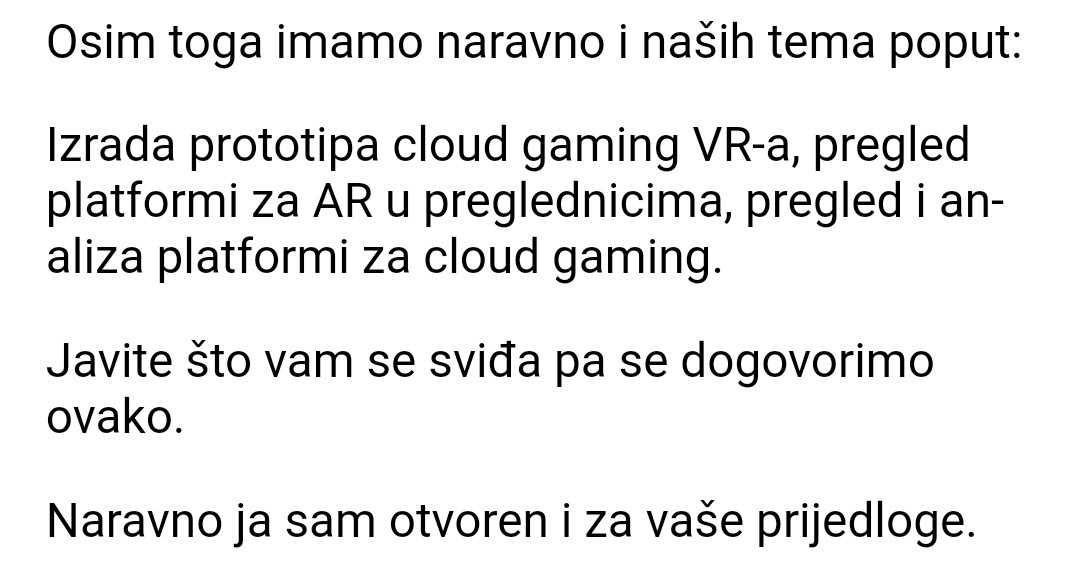 Osim toga imamo naravno i naših tema poput:
Izrada prototipa cloud gaming VR-a, pregled
platformi za AR u preglednicima, pregled i an-
aliza platformi za cloud gaming.
Javite što vam se sviđa pa se dogovorimo
ovako.
Naravno ja sam otvoren i za vaše prijedloge.